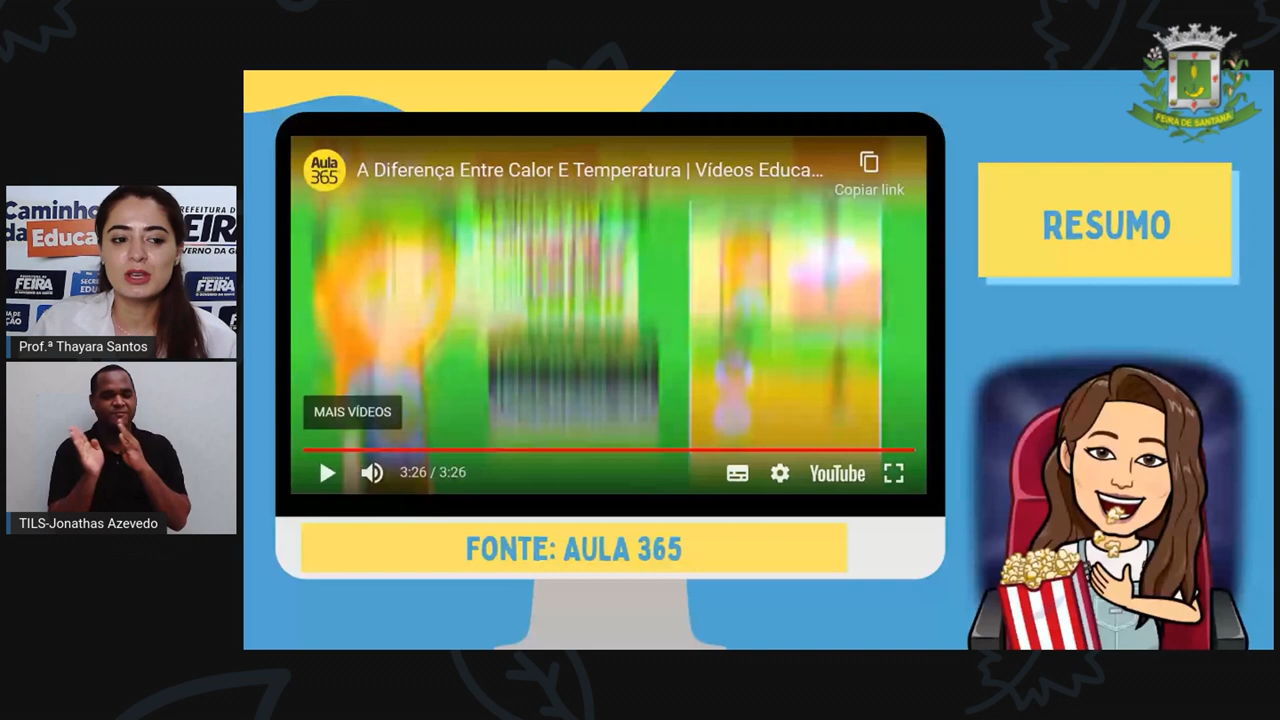 FEIRA DE SANTANA
Aula
365
A Diferença Entre Calor E Temperatura | Vídeos Educa...
Copiar link
RESUMO
Caminho
da Educa
FEIRA
Prof.ª Thayara Santos
MAIS VÍDEOS
3:26 / 3:26
YouTube
TILS-Jonathas Azevedo
FONTE: AULA 365